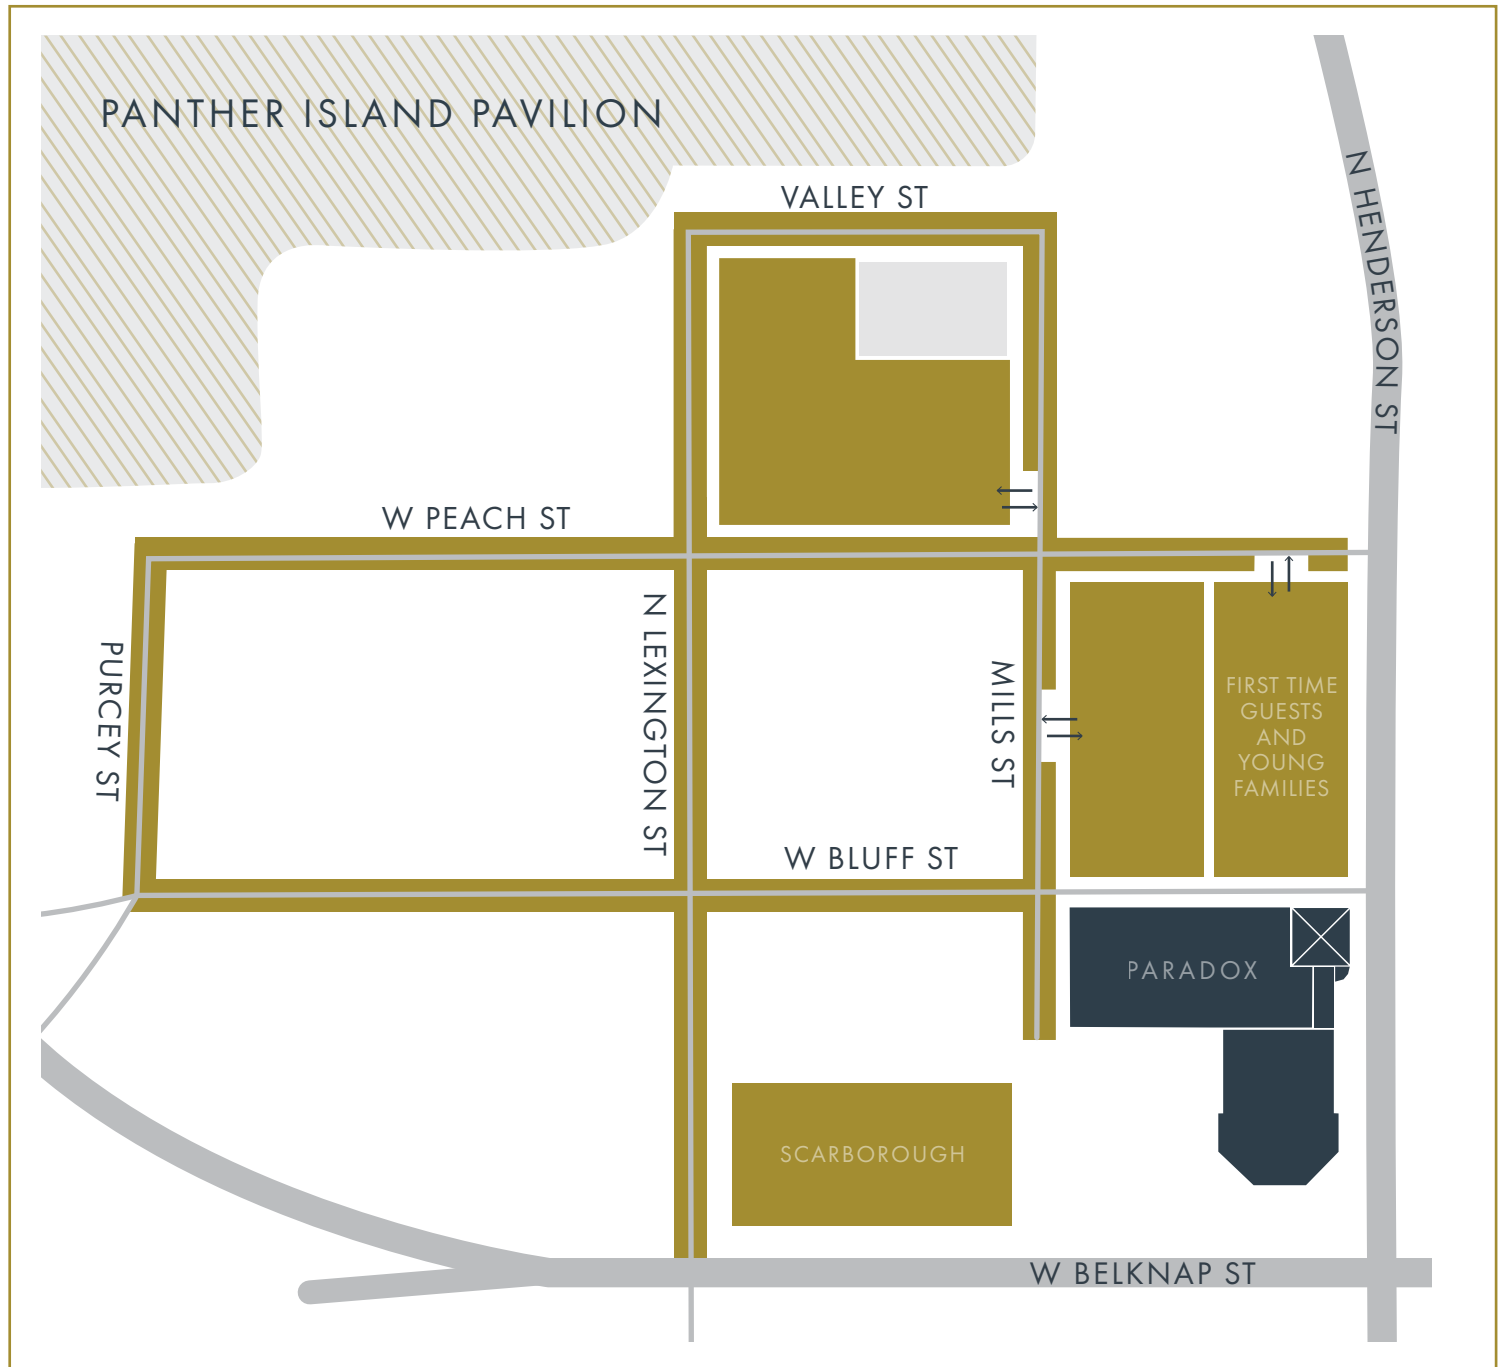 PANTHER ISLAND PAVILION
VALLEY ST
N HENDERSON ST
W PEACH ST
PURCEY ST
N LEXINGTON ST
MILLS ST
FIRST TIME
GUESTS
AND
YOUNG
FAMILIES
W BLUFF ST
PARADOX
SCARBOROUGH
W BELKNAP ST